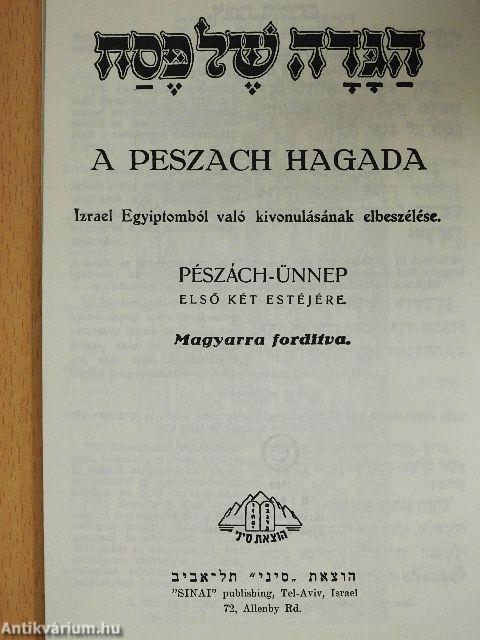 הַגָּדָה שֶׁל פֶּסַח
A PESZACH HAGADA
Izrael Egyiptomból való kivonulásának elbeszélése.
PÉSZÁCH-ÜNNEP
ELSŐ KÉT ESTÉJÉRE.
Magyarra forditva.
הוצאת סיני
הוצאת „סיני" תל-אביב
"SINAI" publishing, Tel-Aviv, Israel
72, Allenby Rd.
Antikvárium.hu